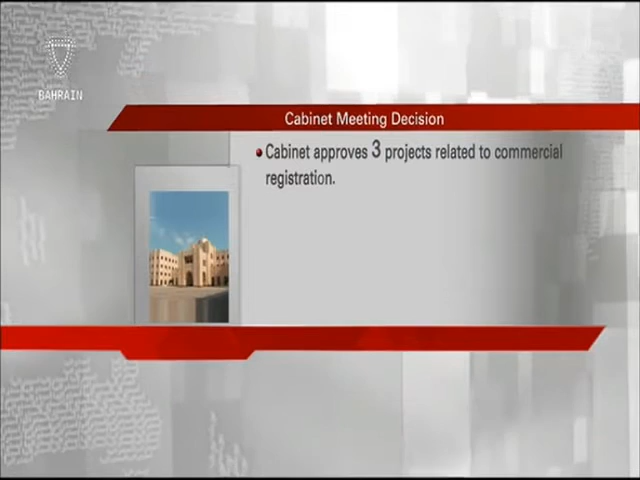 BAHRAIN
Cabinet Meeting Decision
Cabinet approves 3 projects related to commercial
registration.